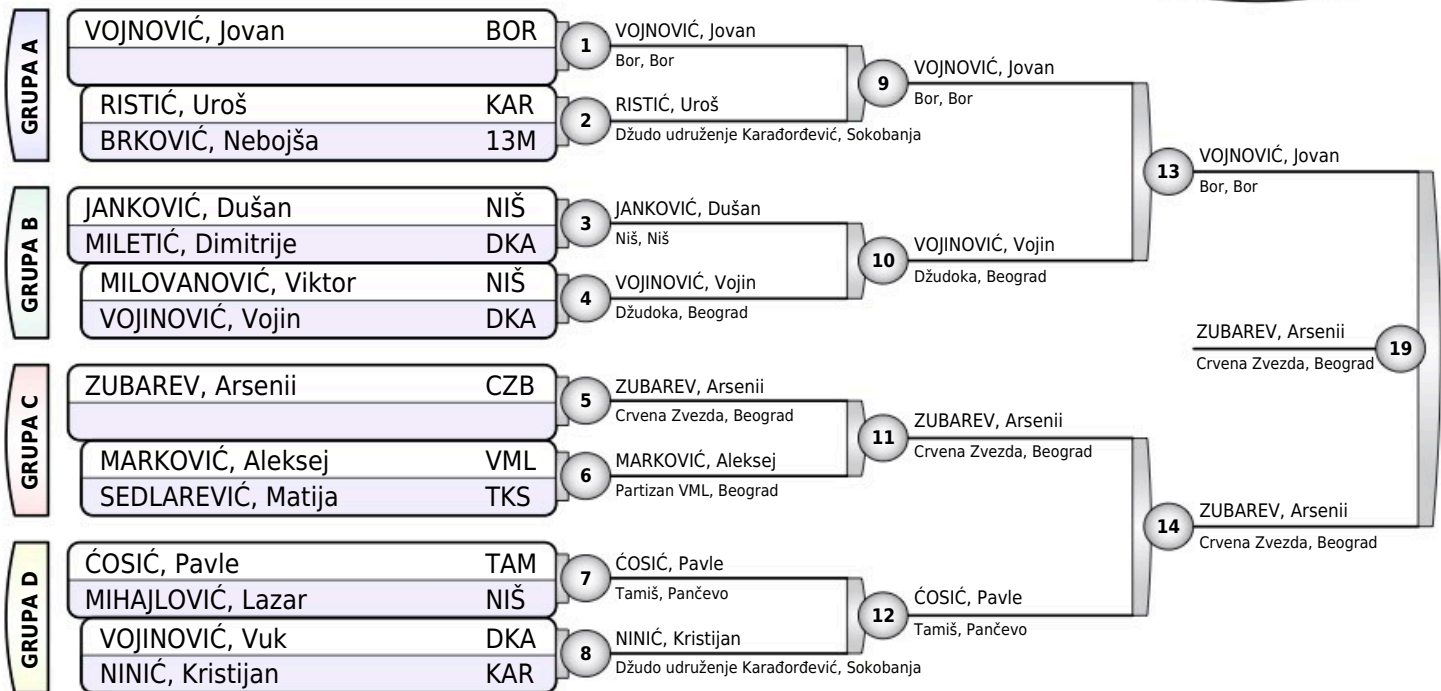 GRUPA A
VOJNOVIĆ, Jovan BOR
RISTIĆ, Uroš KAR
BRKOVIĆ, Nebojša 13M
GRUPA B
JANKOVIĆ, Dušan NIŠ
MILETIĆ, Dimitrije DKA
MILOVANOVIĆ, Viktor NIŠ
VOJINOVIĆ, Vojin DKA
GRUPA C
ZUBAREV, Arsenii CZB
MARKOVIĆ, Aleksej VML
SEDLAREVIĆ, Matija TKS
GRUPA D
ĆOSIĆ, Pavle TAM
MIHAJLOVIĆ, Lazar NIŠ
VOJINOVIĆ, Vuk DKA
NINIĆ, Kristijan KAR
1
VOJNOVIĆ, Jovan
Bor, Bor
2
RISTIĆ, Uroš
Džudo udruženje Karađorđević, Sokobanja
3
JANKOVIĆ, Dušan
Niš, Niš
4
VOJINOVIĆ, Vojin
Džudoka, Beograd
5
ZUBAREV, Arsenii
Crvena Zvezda, Beograd
6
MARKOVIĆ, Aleksej
Partizan VML, Beograd
7
ĆOSIĆ, Pavle
Tamiš, Pančevo
8
NINIĆ, Kristijan
Džudo udruženje Karađorđević, Sokobanja
9
VOJNOVIĆ, Jovan
Bor, Bor
10
VOJINOVIĆ, Vojin
Džudoka, Beograd
11
ZUBAREV, Arsenii
Crvena Zvezda, Beograd
12
ĆOSIĆ, Pavle
Tamiš, Pančevo
13
VOJNOVIĆ, Jovan
Bor, Bor
14
ZUBAREV, Arsenii
Crvena Zvezda, Beograd
ZUBAREV, Arsenii
Crvena Zvezda, Beograd
19